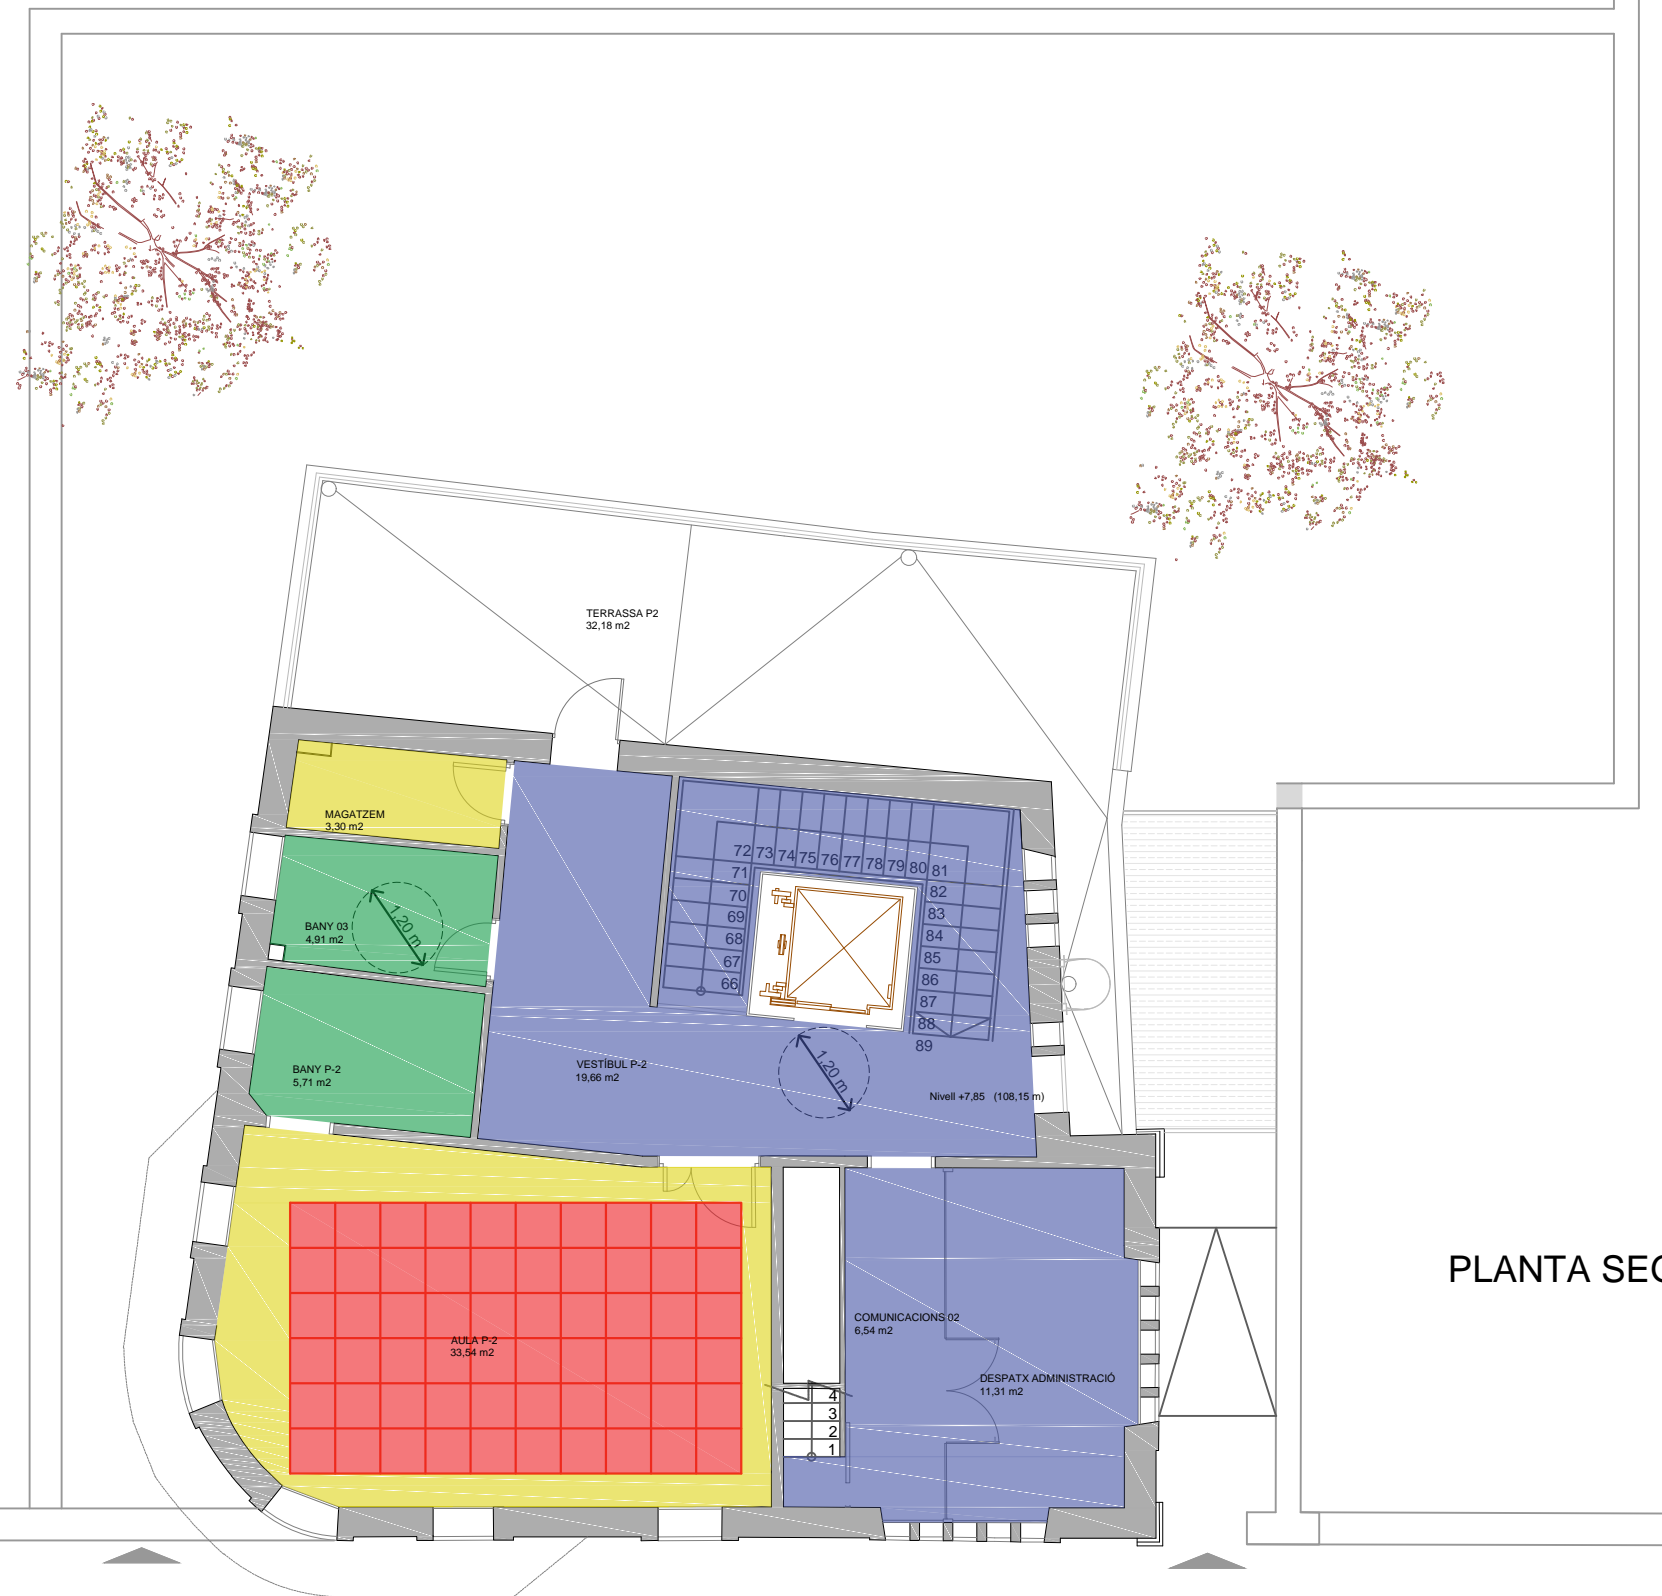 TERRASSA P2
32,18 m2
MAGATZEM
3,30 m2
72 73 74 75 76 77 78 79 80 81
71
70
69
68
67
66
82
83
84
85
86
87
88
89
BANY 03
4,91 m2
1,20 m
BANY P-2
5,71 m2
VESTÍBUL P-2
19,66 m2
1,20 m
Nivell +7,85 (108,15 m)
PLANTA SEG
AULA P-2
33,54 m2
COMUNICACIONS 02
6,54 m2
DESPATX ADMINISTRACIÓ
11,31 m2
4
3
2
1